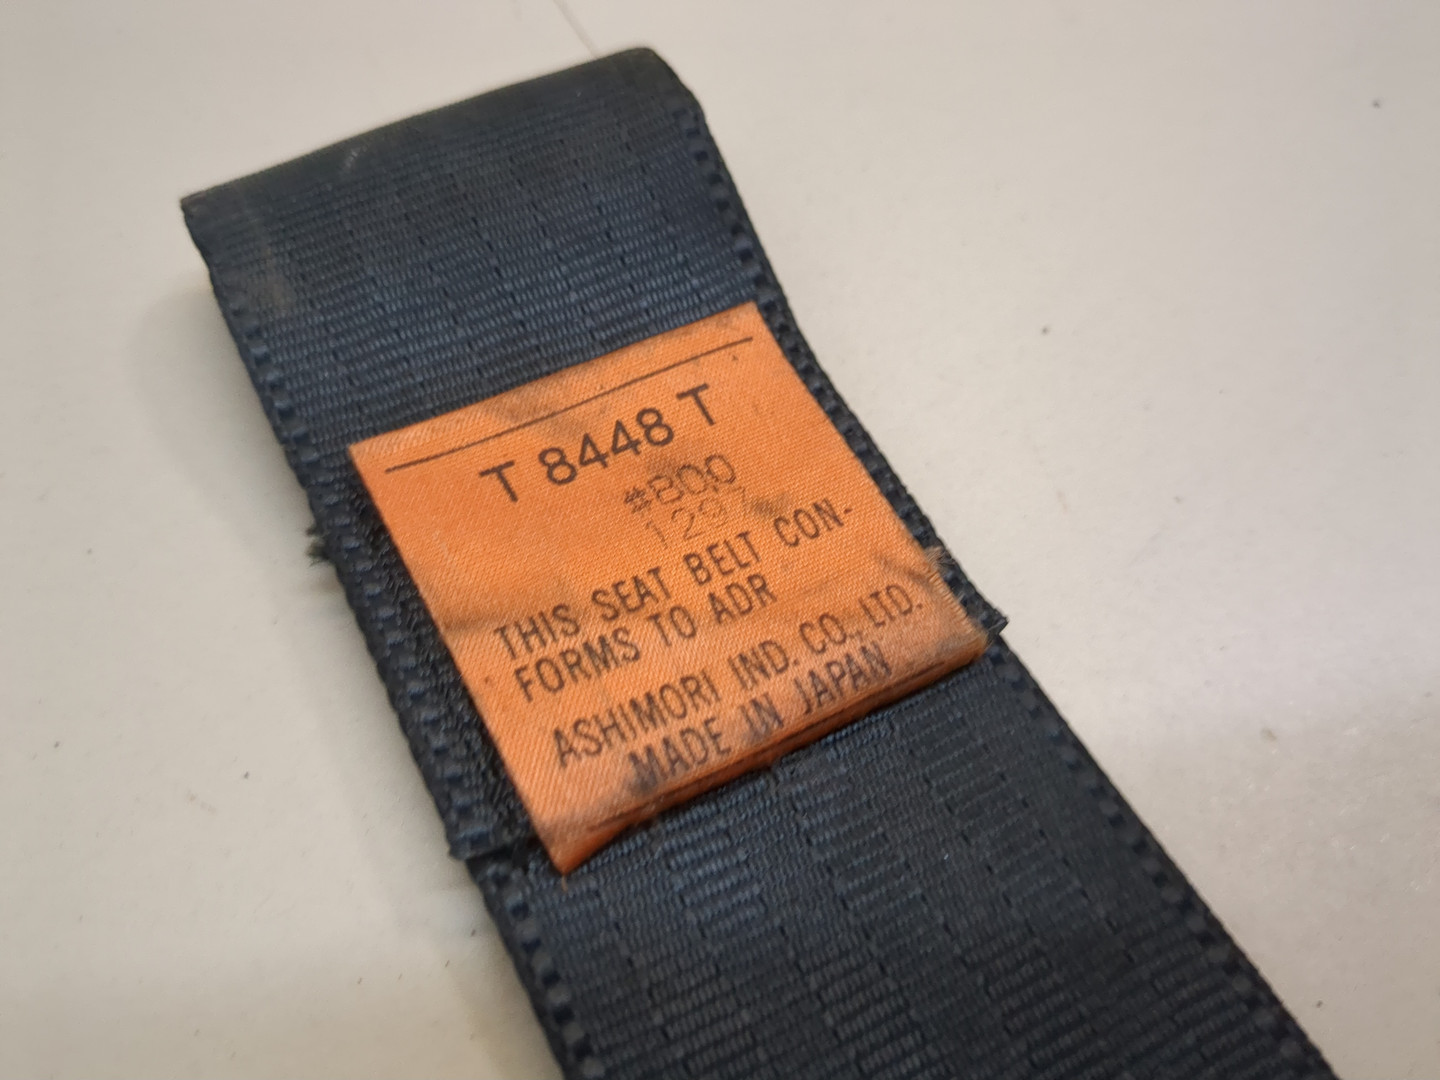 T 8448 T
#800
THIS SEAT BELT CON-
FORMS TO ADR
ASHIMORI IND. CO., LTD.
MADE IN JAPAN